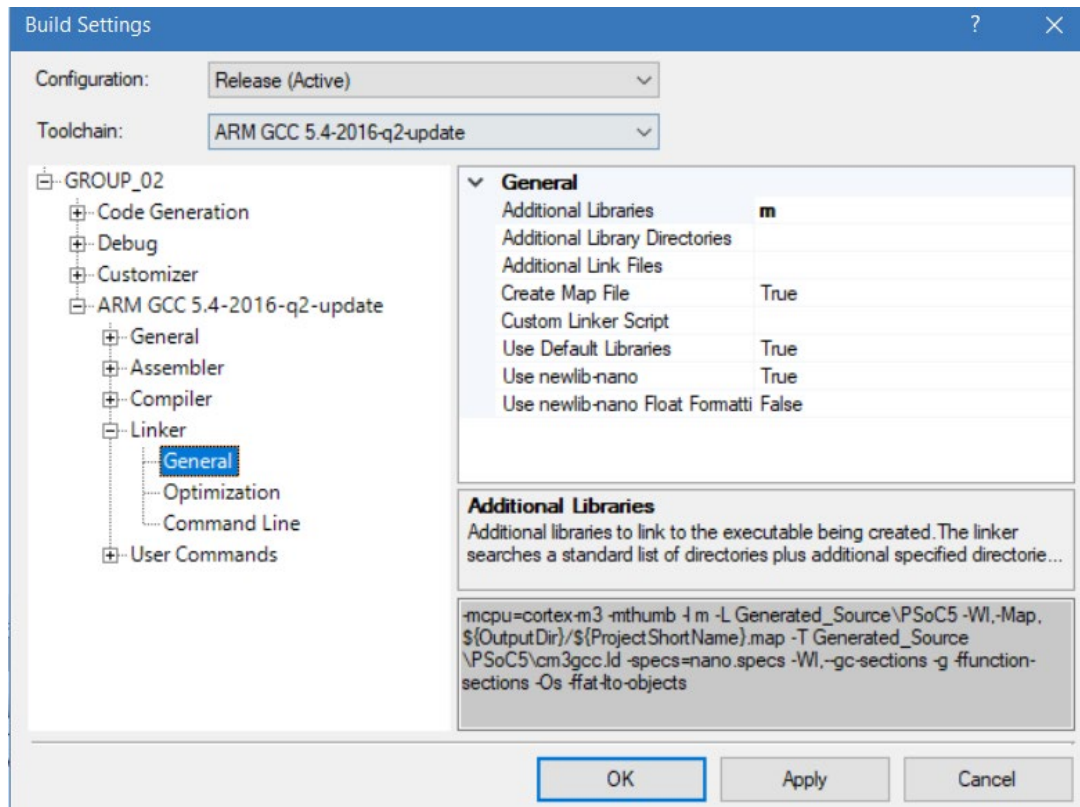 Build Settings
?
Configuration:
Release (Active)
Toolchain:
ARM GCC 5.4-2016-q2-update
GROUP_02
Code Generation
Debug
Customizer
ARM GCC 5.4-2016-q2-update
General
Assembler
Compiler
Linker
General
Optimization
Command Line
User Commands
General
Additional Libraries m
Additional Library Directories
Additional Link Files
Create Map File True
Custom Linker Script
Use Default Libraries True
Use newlib-nano True
Use newlib-nano Float Formatti False
Additional Libraries
Additional libraries to link to the executable being created.The linker
searches a standard list of directories plus additional specified directorie...
-mcpu=cortex-m3 -mthumb -l m -L Generated_Source\PSoC5 -Wl,-Map,
${OutputDir}/${ProjectShortName}.map -T Generated_Source
\PSoC5\cm3gcc.ld -specs=nano.specs -Wl,--gc-sections -g -ffunction-
sections -Os -ffat-lto-objects
OK
Apply
Cancel